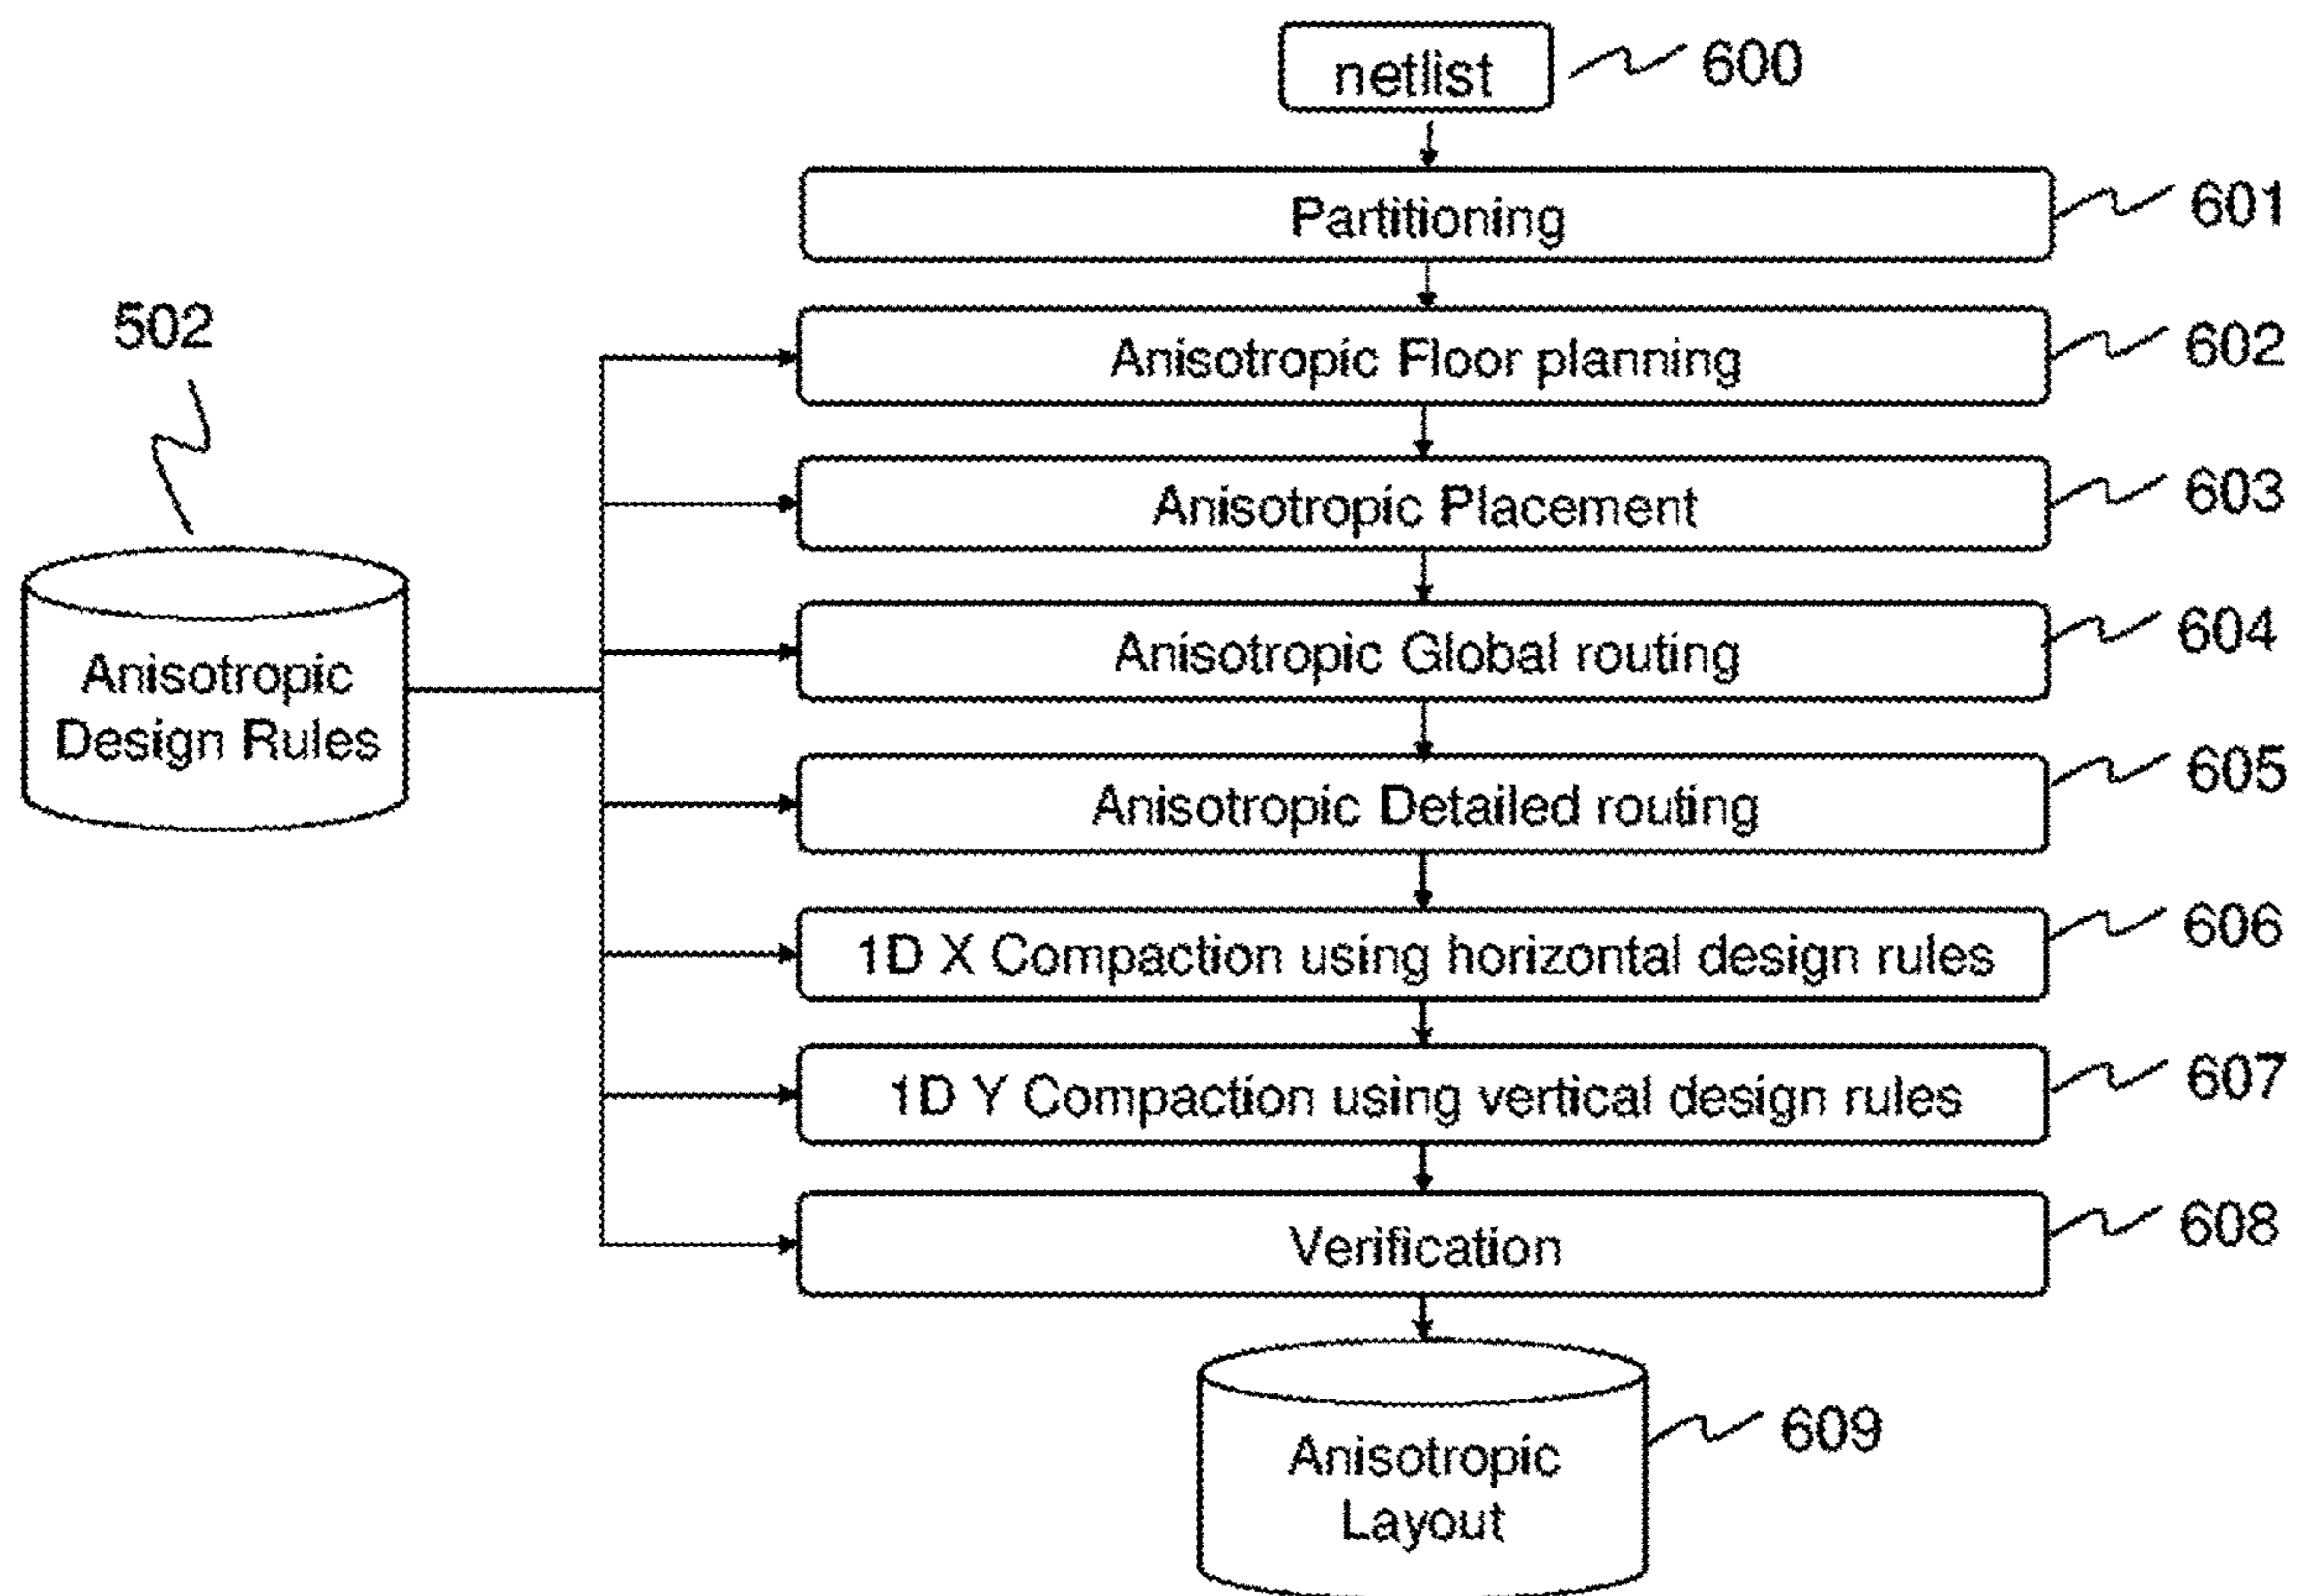 netlist
600
Partitioning
601
502
Anisotropic Floor planning
602
Anisotropic Placement
603
Anisotropic
Design Rules
Anisotropic Global routing
604
Anisotropic Detailed routing
605
1D X Compaction using horizontal design rules
606
1D Y Compaction using vertical design rules
607
Verification
608
Anisotropic
Layout
609